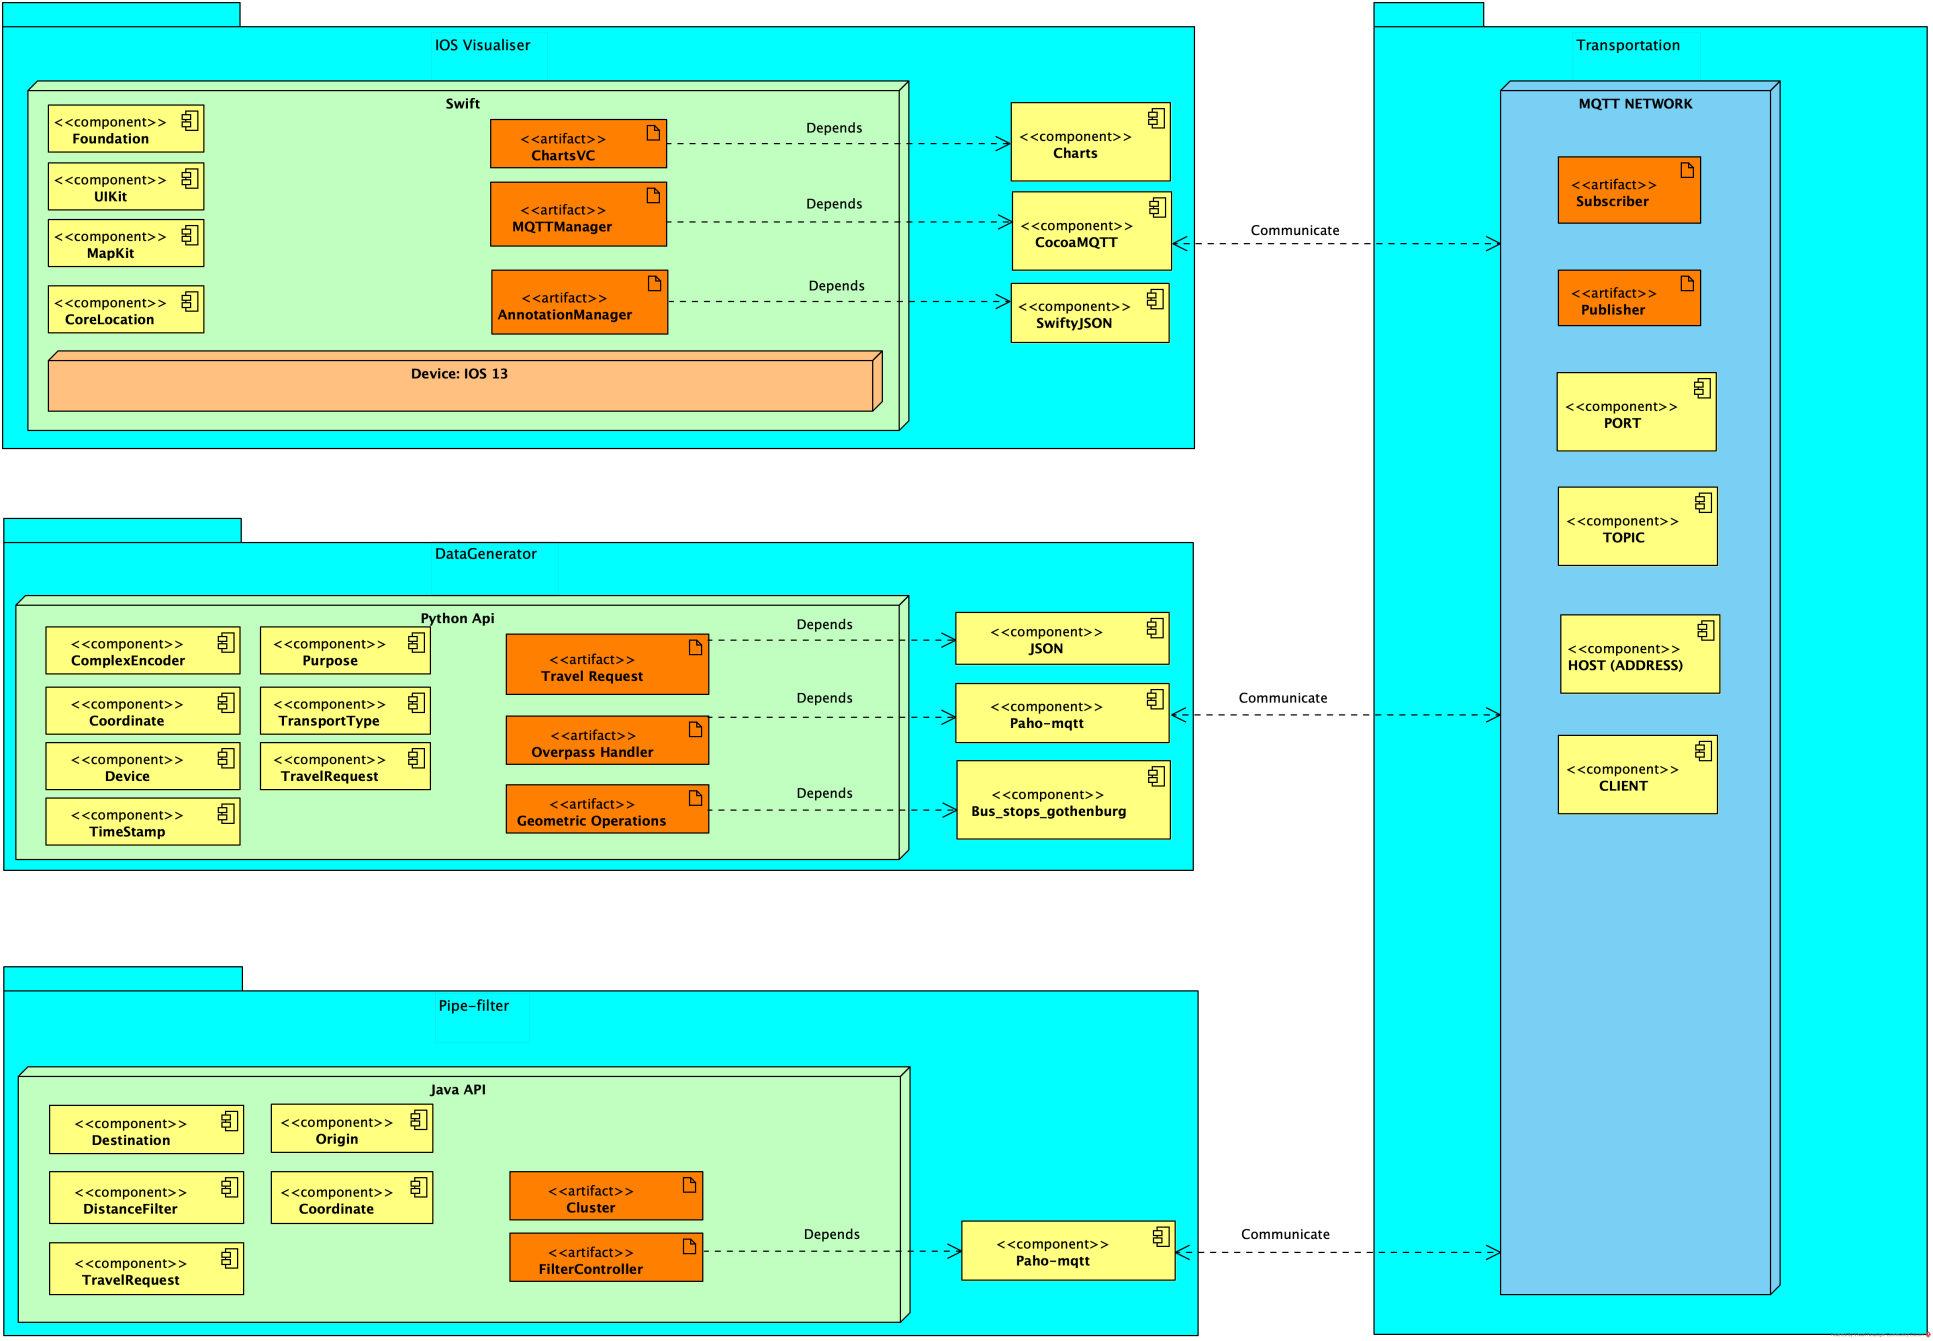 IOS Visualiser
Swift
<<component>>
Foundation
<<component>>
UIKit
<<component>>
MapKit
<<component>>
CoreLocation
<<artifact>>
ChartsVC
<<artifact>>
MQTTManager
<<artifact>>
AnnotationManager
Depends
Depends
Depends
<<component>>
Charts
<<component>>
CocoaMQTT
<<component>>
SwiftyJSON
Device: IOS 13
Communicate
Transportation
MQTT NETWORK
<<artifact>>
Subscriber
<<artifact>>
Publisher
<<component>>
PORT
<<component>>
TOPIC
<<component>>
HOST (ADDRESS)
<<component>>
CLIENT
DataGenerator
Python Api
<<component>>
ComplexEncoder
<<component>>
Purpose
<<component>>
Coordinate
<<component>>
TransportType
<<component>>
Device
<<component>>
TravelRequest
<<component>>
TimeStamp
<<artifact>>
Travel Request
<<artifact>>
Overpass Handler
<<artifact>>
Geometric Operations
Depends
Depends
Depends
<<component>>
JSON
<<component>>
Paho-mqtt
<<component>>
Bus_stops_gothenburg
Communicate
Pipe-filter
Java API
<<component>>
Destination
<<component>>
Origin
<<component>>
DistanceFilter
<<component>>
Coordinate
<<component>>
TravelRequest
<<artifact>>
Cluster
<<artifact>>
FilterController
Depends
<<component>>
Paho-mqtt
Communicate